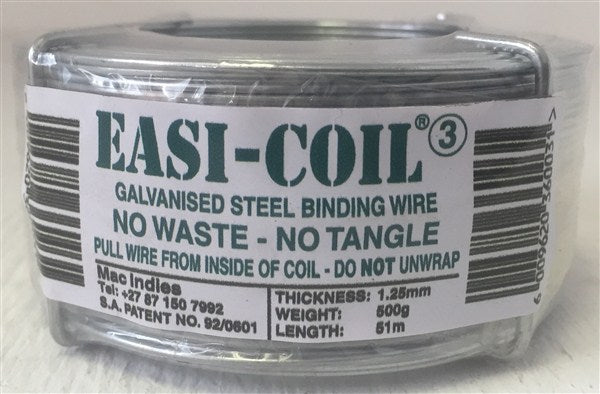 EASI-COIL® 3
GALVANISED STEEL BINDING WIRE
NO WASTE - NO TANGLE
PULL WIRE FROM INSIDE OF COIL - DO NOT UNWRAP
Mac Indies
Tel: +27 87 150 7992
S.A. PATENT NO. 92/0601
THICKNESS: 1.25mm
WEIGHT: 500g
LENGTH: 51m